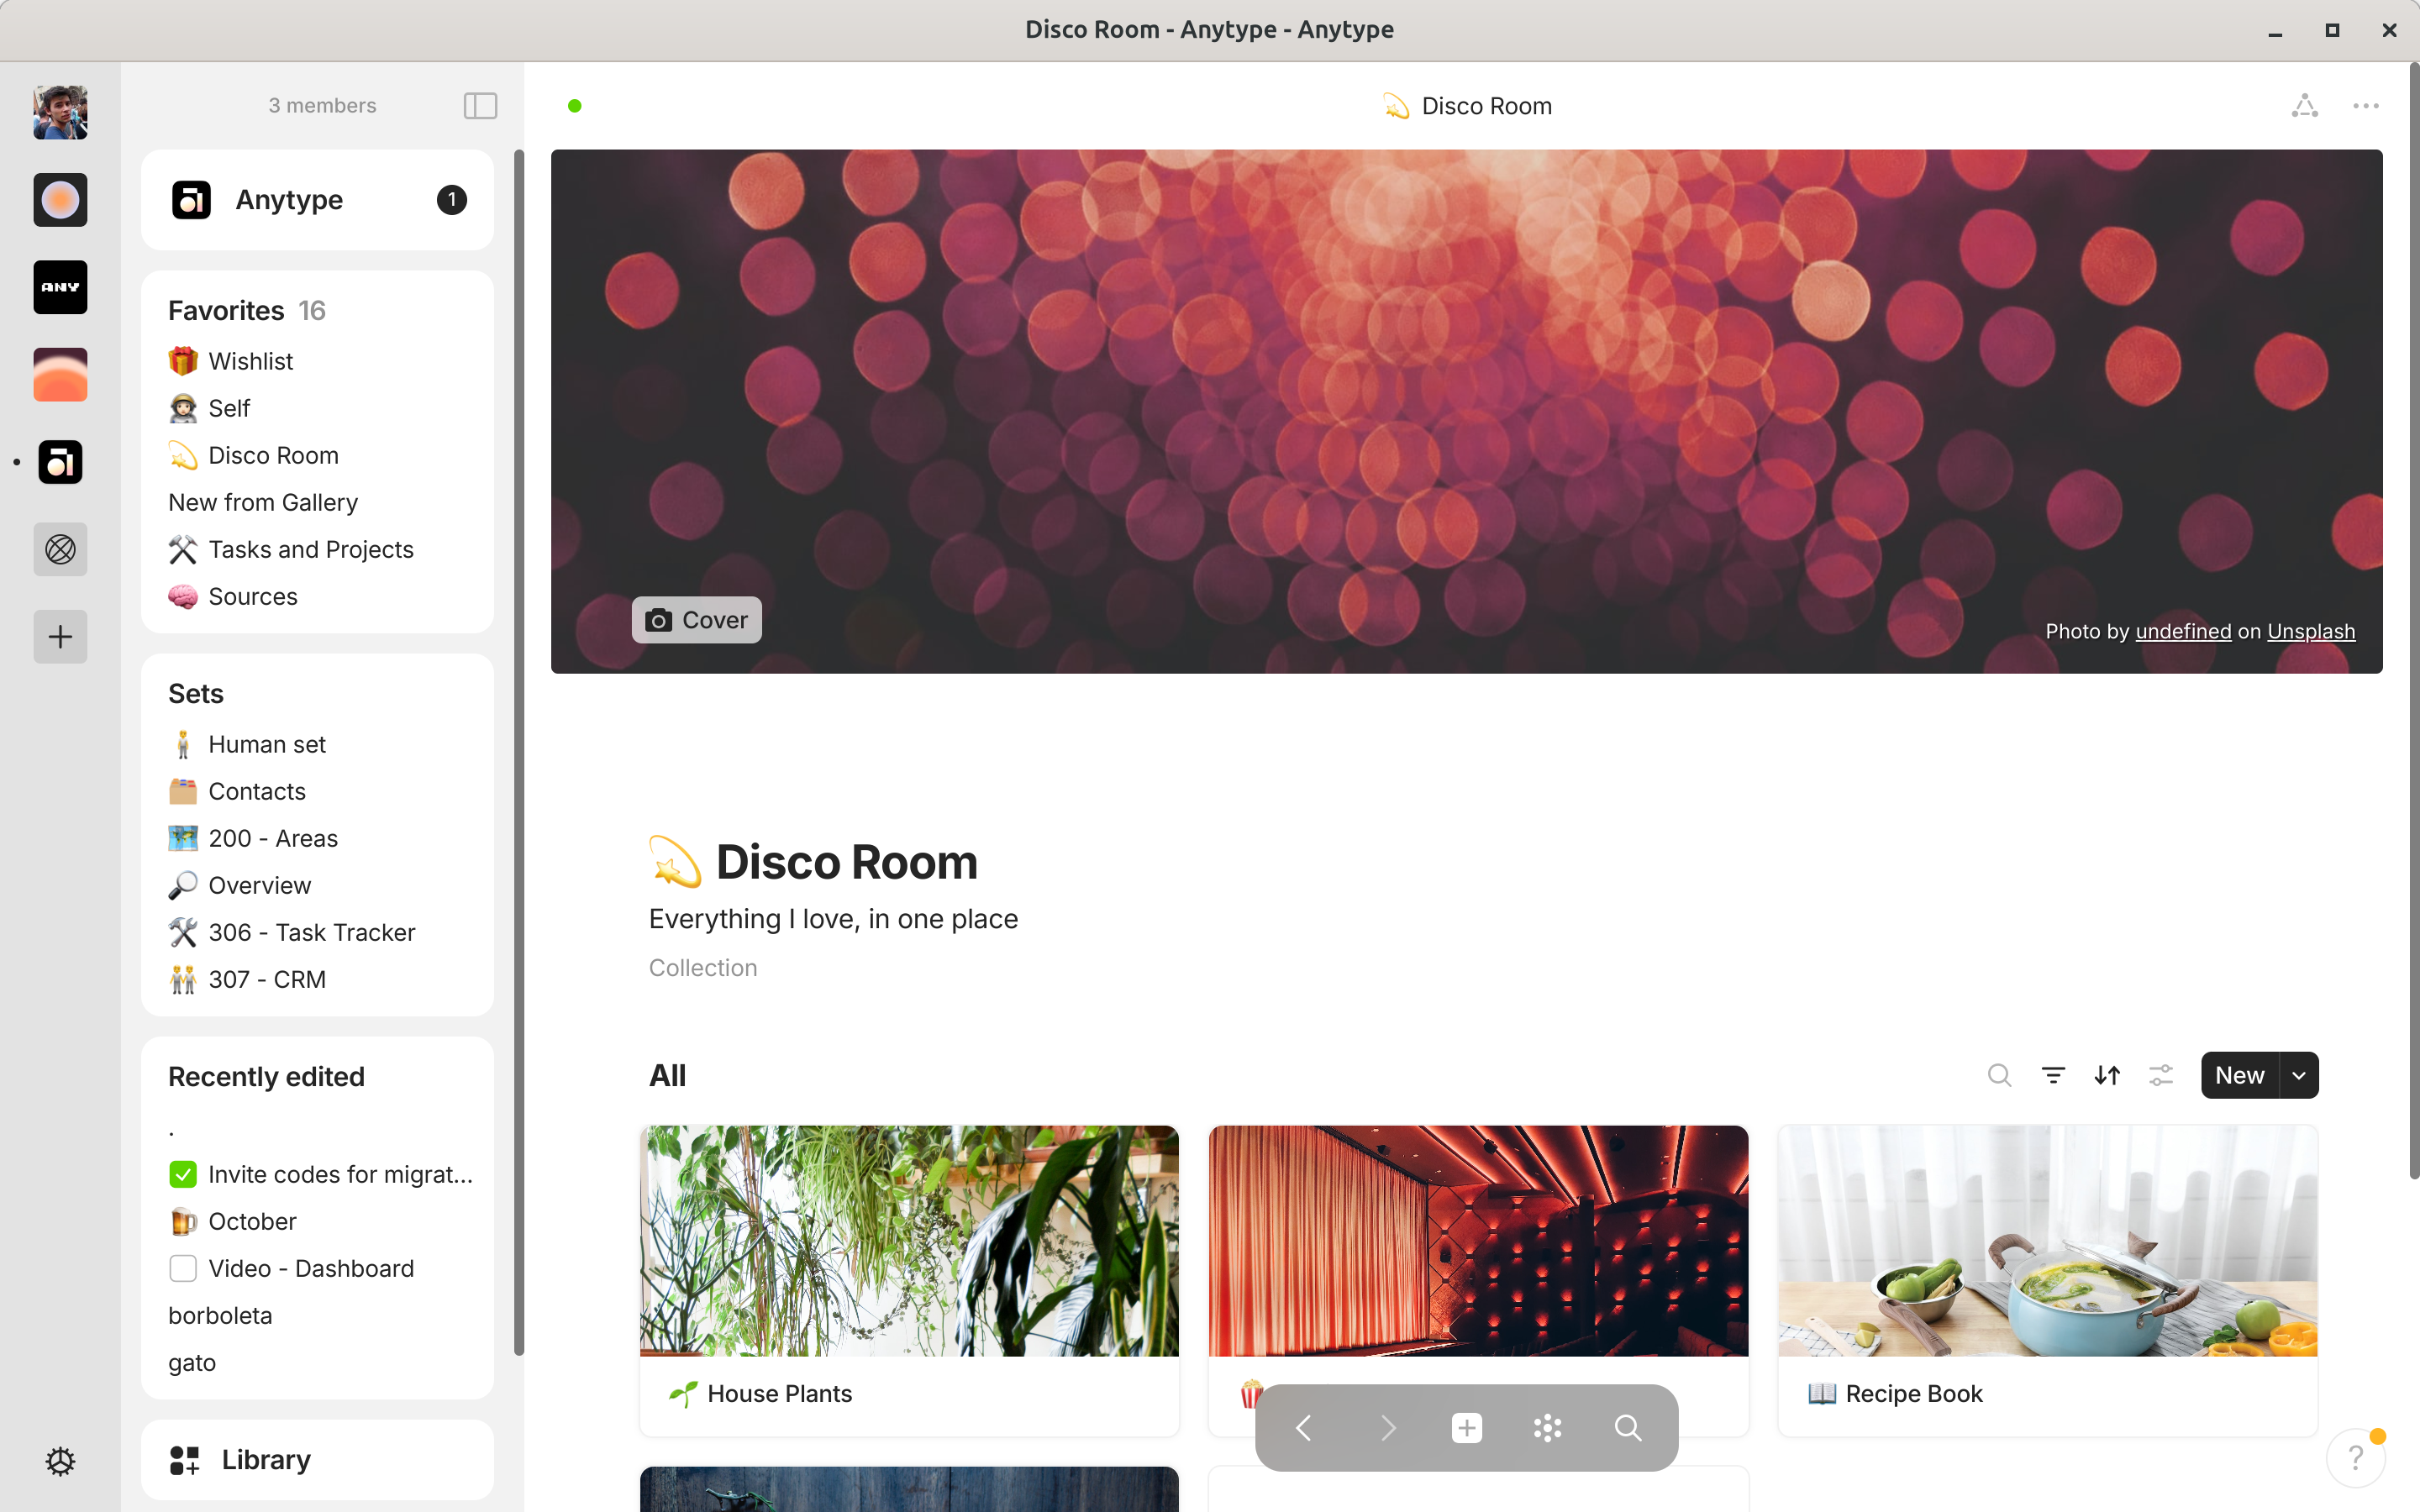 Disco Room - Anytype - Anytype
3 members
Disco Room
ANY
Anytype
1
Favorites 16
Wishlist
Self
Disco Room
New from Gallery
Tasks and Projects
Sources
Cover
Photo by undefined on Unsplash
Sets
Human set
Contacts
200 - Areas
Overview
306 - Task Tracker
307 - CRM
Disco Room
Everything I love, in one place
Collection
Recently edited
.
Invite codes for migrat...
October
Video - Dashboard
borboleta
gato
Library
All
New
House Plants
Recipe Book
?